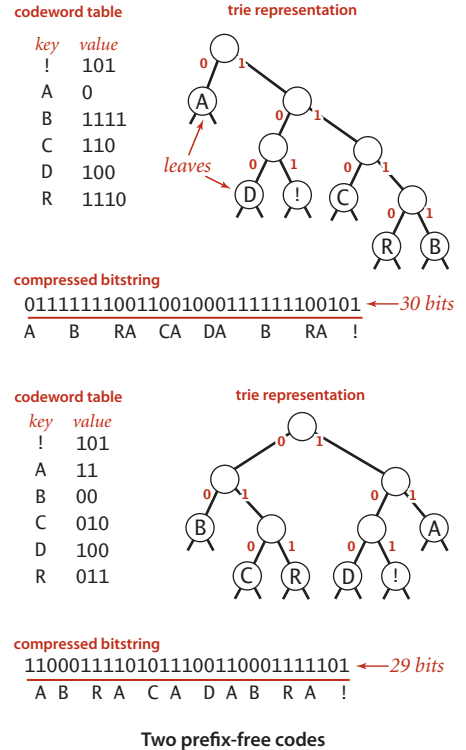 codeword table
trie representation
key value
! 101
A 0
B 1111
C 110
D 100
R 1110
0 1
A
0 1
leaves
0 1 0 1
D ! C
0 1
R B
compressed bitstring
011111110011001000111111100101 30 bits
A B RA CA DA B RA !
codeword table
trie representation
key value
! 101
A 11
B 00
C 010
D 100
R 011
0 1
0 1 0 1
B A
0 1 0 1
C R D !
compressed bitstring
11000111101011100110001111101 29 bits
A B R A C A D A B R A !
Two prefix-free codes